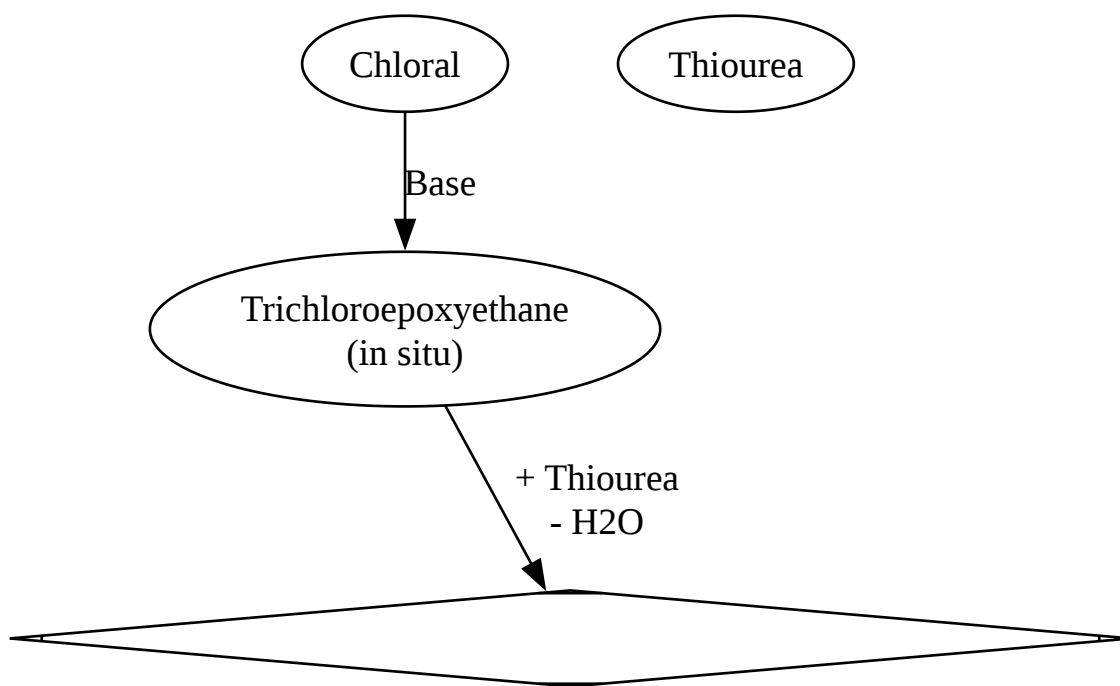 Chloral
Thiourea
Base
Trichloroepoxyethane
(in situ)
+ Thiourea
- H2O